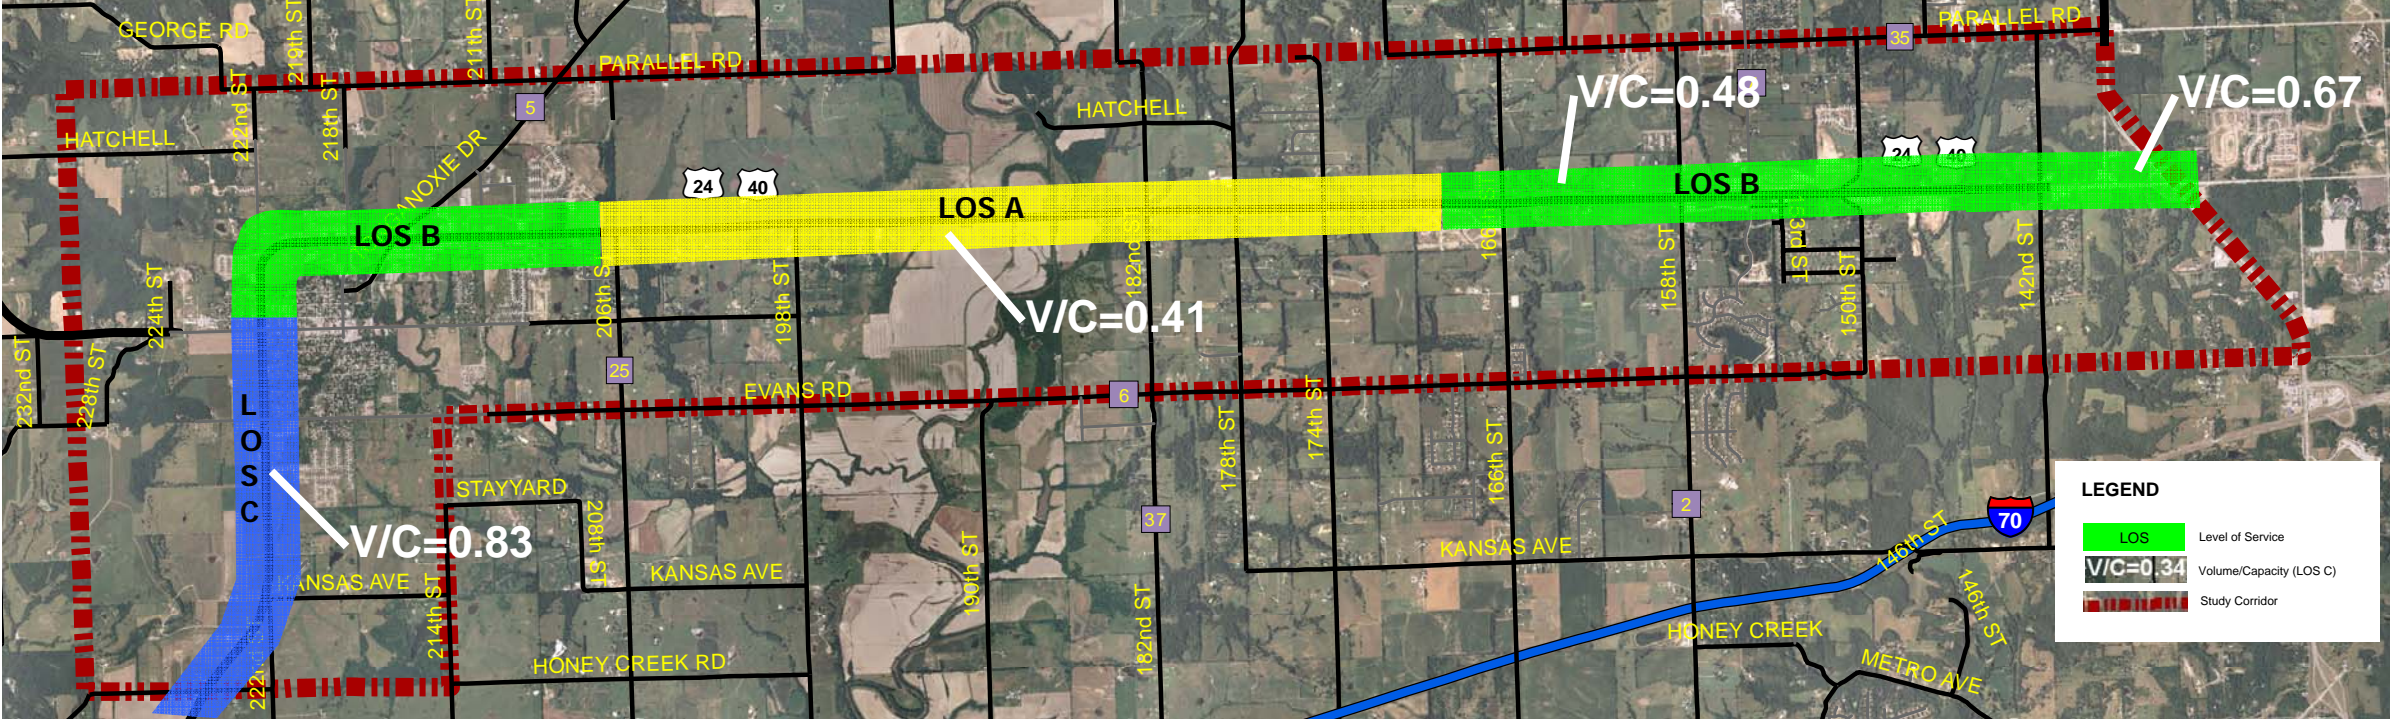 GEORGE RD
219th ST
211th ST
PARALLEL RD
PARALLEL RD
35
222nd ST
218th ST
5
HATCHELL
HATCHELL
V/C=0.48
V/C=0.67
24
40
24
40
LOS B
LOS A
LOS B
182nd ST
158th ST
142nd ST
150th ST
224th ST
206th ST
198th ST
V/C=0.41
232nd ST
228th ST
25
EVANS RD
6
L
O
S
C
178th ST
174th ST
166th ST
STAYYARD
208th ST
37
2
V/C=0.83
KANSAS AVE
KANSAS AVE
214th ST
190th ST
182nd ST
146th ST
70
146th ST
HONEY CREEK RD
HONEY CREEK
METRO AVE
LEGEND
LOS Level of Service
V/C=0.34 Volume/Capacity (LOS C)
Study Corridor